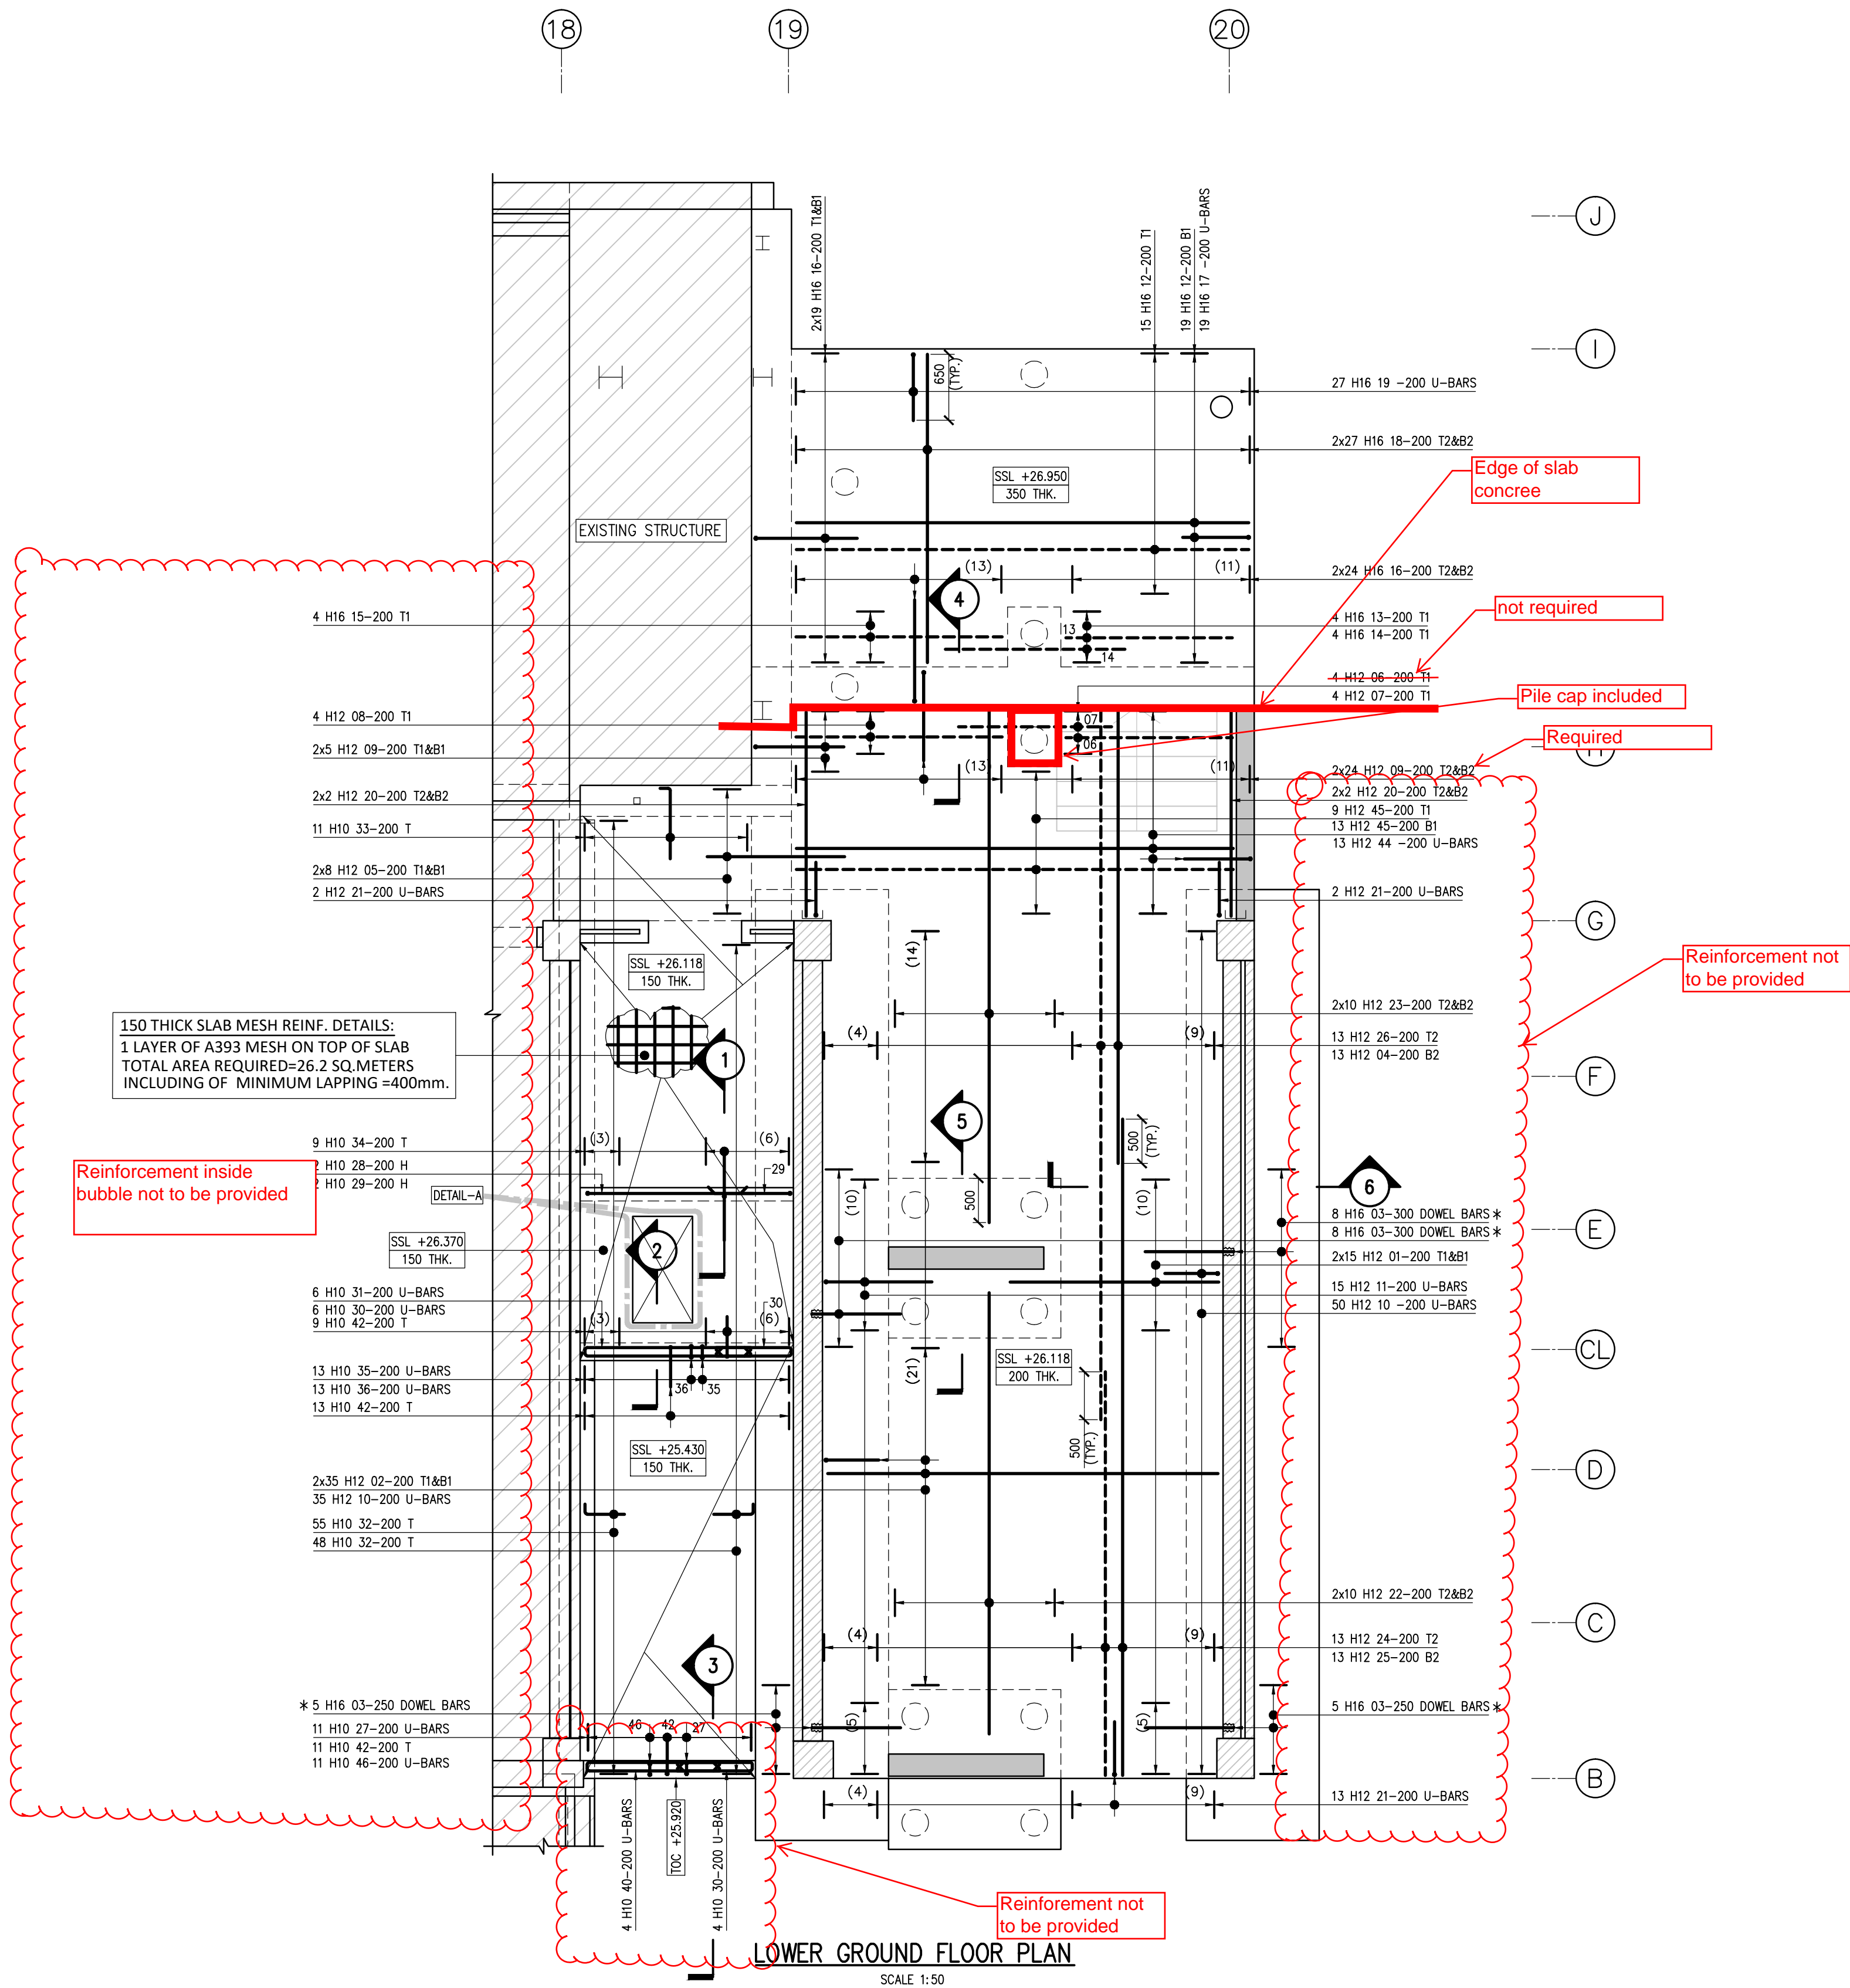 18
19
20
J
2x19 H16 16-200 T1&B1
15 H16 12-200 T1
19 H16 12-200 B1
19 H16 17 -200 U-BARS
I
650
(TYP.)
27 H16 19 -200 U-BARS
2x27 H16 18-200 T2&B2
Edge of slab
concree
SSL +26.950
350 THK.
EXISTING STRUCTURE
(13)
(11)
2x24 H16 16-200 T2&B2
4
not required
4 H16 15-200 T1
13
14
4 H16 13-200 T1
4 H16 14-200 T1
4 H12 06-200 T1
4 H12 07-200 T1
Pile cap included
4 H12 08-200 T1
07
06
Required
2x5 H12 09-200 T1&B1
(13)
(11)
2x24 H12 09-200 T2&B2
2x2 H12 20-200 T2&B2
2x2 H12 20-200 T2&B2
9 H12 45-200 T1
11 H10 33-200 T
13 H12 45-200 B1
13 H12 44 -200 U-BARS
2x8 H12 05-200 T1&B1
2 H12 21-200 U-BARS
2 H12 21-200 U-BARS
G
(14)
SSL +26.118
150 THK.
Reinforcement not
to be provided
2x10 H12 23-200 T2&B2
150 THICK SLAB MESH REINF. DETAILS:
1 LAYER OF A393 MESH ON TOP OF SLAB
TOTAL AREA REQUIRED=26.2 SQ.METERS
INCLUDING OF MINIMUM LAPPING =400mm.
(4)
(9)
13 H12 26-200 T2
13 H12 04-200 B2
1
F
5
500
(TYP.)
9 H10 34-200 T
(3)
(6)
Reinforcement inside
bubble not to be provided
H10 28-200 H
H10 29-200 H
29
DETAIL-A
(10)
500
(10)
6
8 H16 03-300 DOWEL BARS*
8 H16 03-300 DOWEL BARS*
E
SSL +26.370
150 THK.
2
2x15 H12 01-200 T1&B1
15 H12 11-200 U-BARS
50 H12 10 -200 U-BARS
6 H10 31-200 U-BARS
6 H10 30-200 U-BARS
9 H10 42-200 T
(3)
30
(6)
CL
SSL +26.118
200 THK.
(21)
13 H10 35-200 U-BARS
13 H10 36-200 U-BARS
13 H10 42-200 T
36
35
500
(TYP.)
SSL +25.430
150 THK.
D
2x35 H12 02-200 T1&B1
35 H12 10-200 U-BARS
55 H10 32-200 T
48 H10 32-200 T
2x10 H12 22-200 T2&B2
C
(4)
(9)
13 H12 24-200 T2
13 H12 25-200 B2
3
* 5 H16 03-250 DOWEL BARS
5 H16 03-250 DOWEL BARS*
11 H10 27-200 U-BARS
11 H10 42-200 T
11 H10 46-200 U-BARS
46
42
27
(5)
(5)
B
(4)
(9)
13 H12 21-200 U-BARS
4 H10 40-200 U-BARS
TOC +25.920
4 H10 30-200 U-BARS
Reinforement not
to be provided
LOWER GROUND FLOOR PLAN
SCALE 1:50